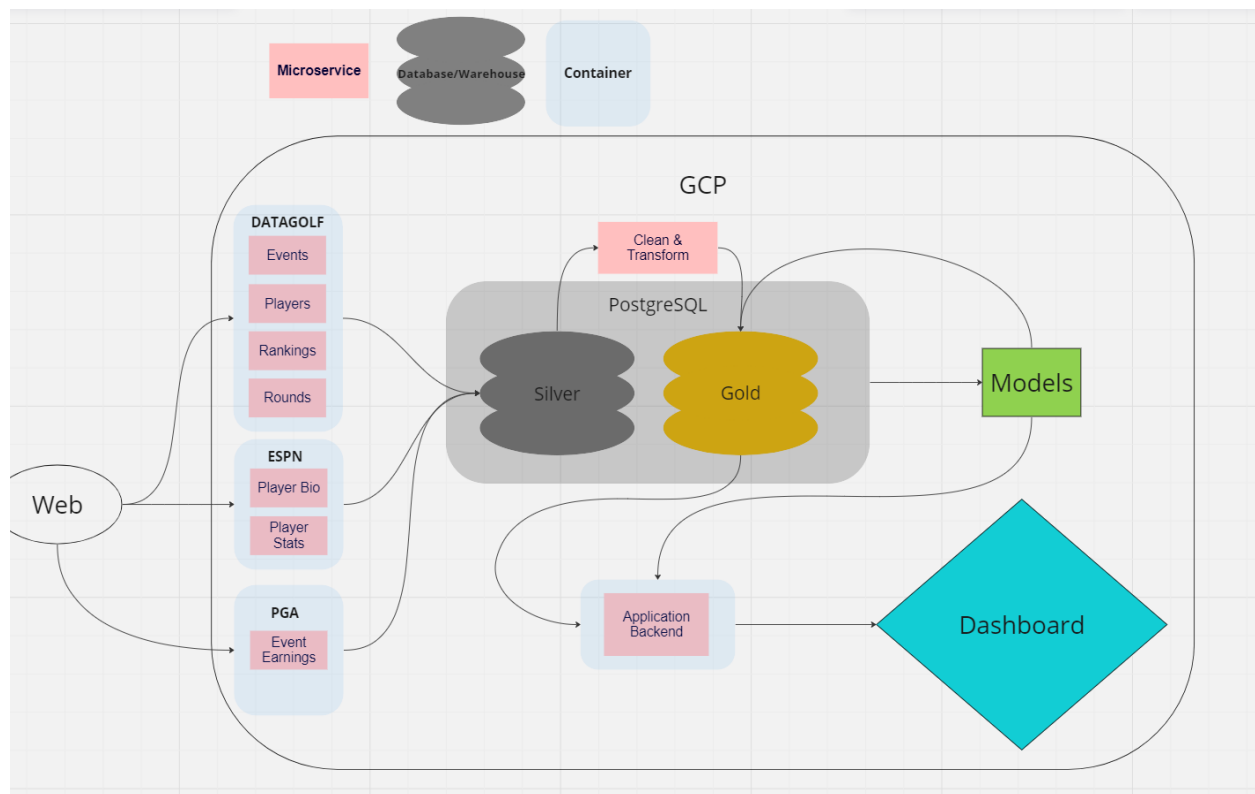 Microservice
Database/Warehouse
Container
GCP
DATAGOLF
Events
Players
Rankings
Rounds
Clean &
Transform
PostgreSQL
Silver
Gold
Models
ESPN
Player Bio
Player
Stats
Web
PGA
Event
Earnings
Application
Backend
Dashboard